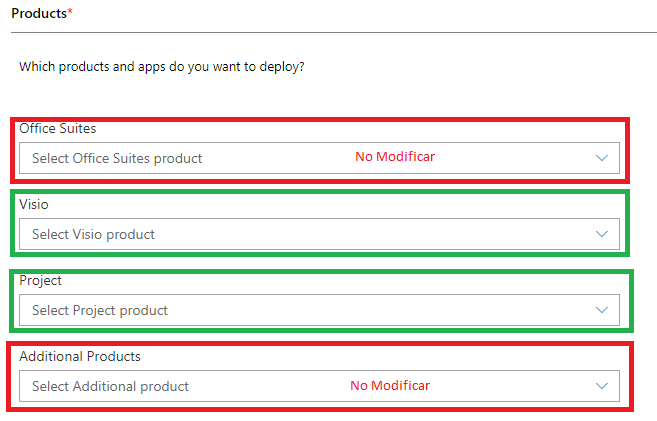 Products*
Which products and apps do you want to deploy?
Office Suites
Select Office Suites product No Modificar
Visio
Select Visio product
Project
Select Project product
Additional Products
Select Additional product No Modificar